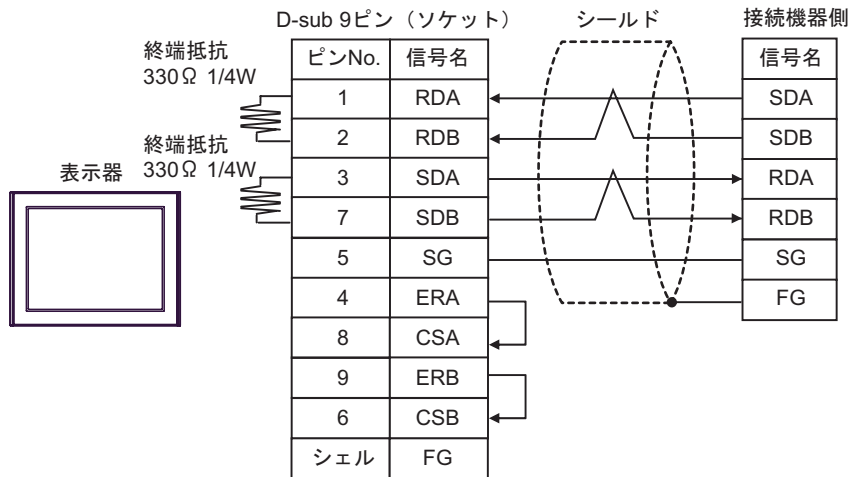 D-sub 9ピン（ソケット）
シールド
接続機器側
終端抵抗
330Ω 1/4W
終端抵抗
330Ω 1/4W
表示器
ピンNo. 信号名
1 RDA
2 RDB
3 SDA
7 SDB
5 SG
4 ERA
8 CSA
9 ERB
6 CSB
シェル FG
信号名
SDA
SDB
RDA
RDB
SG
FG